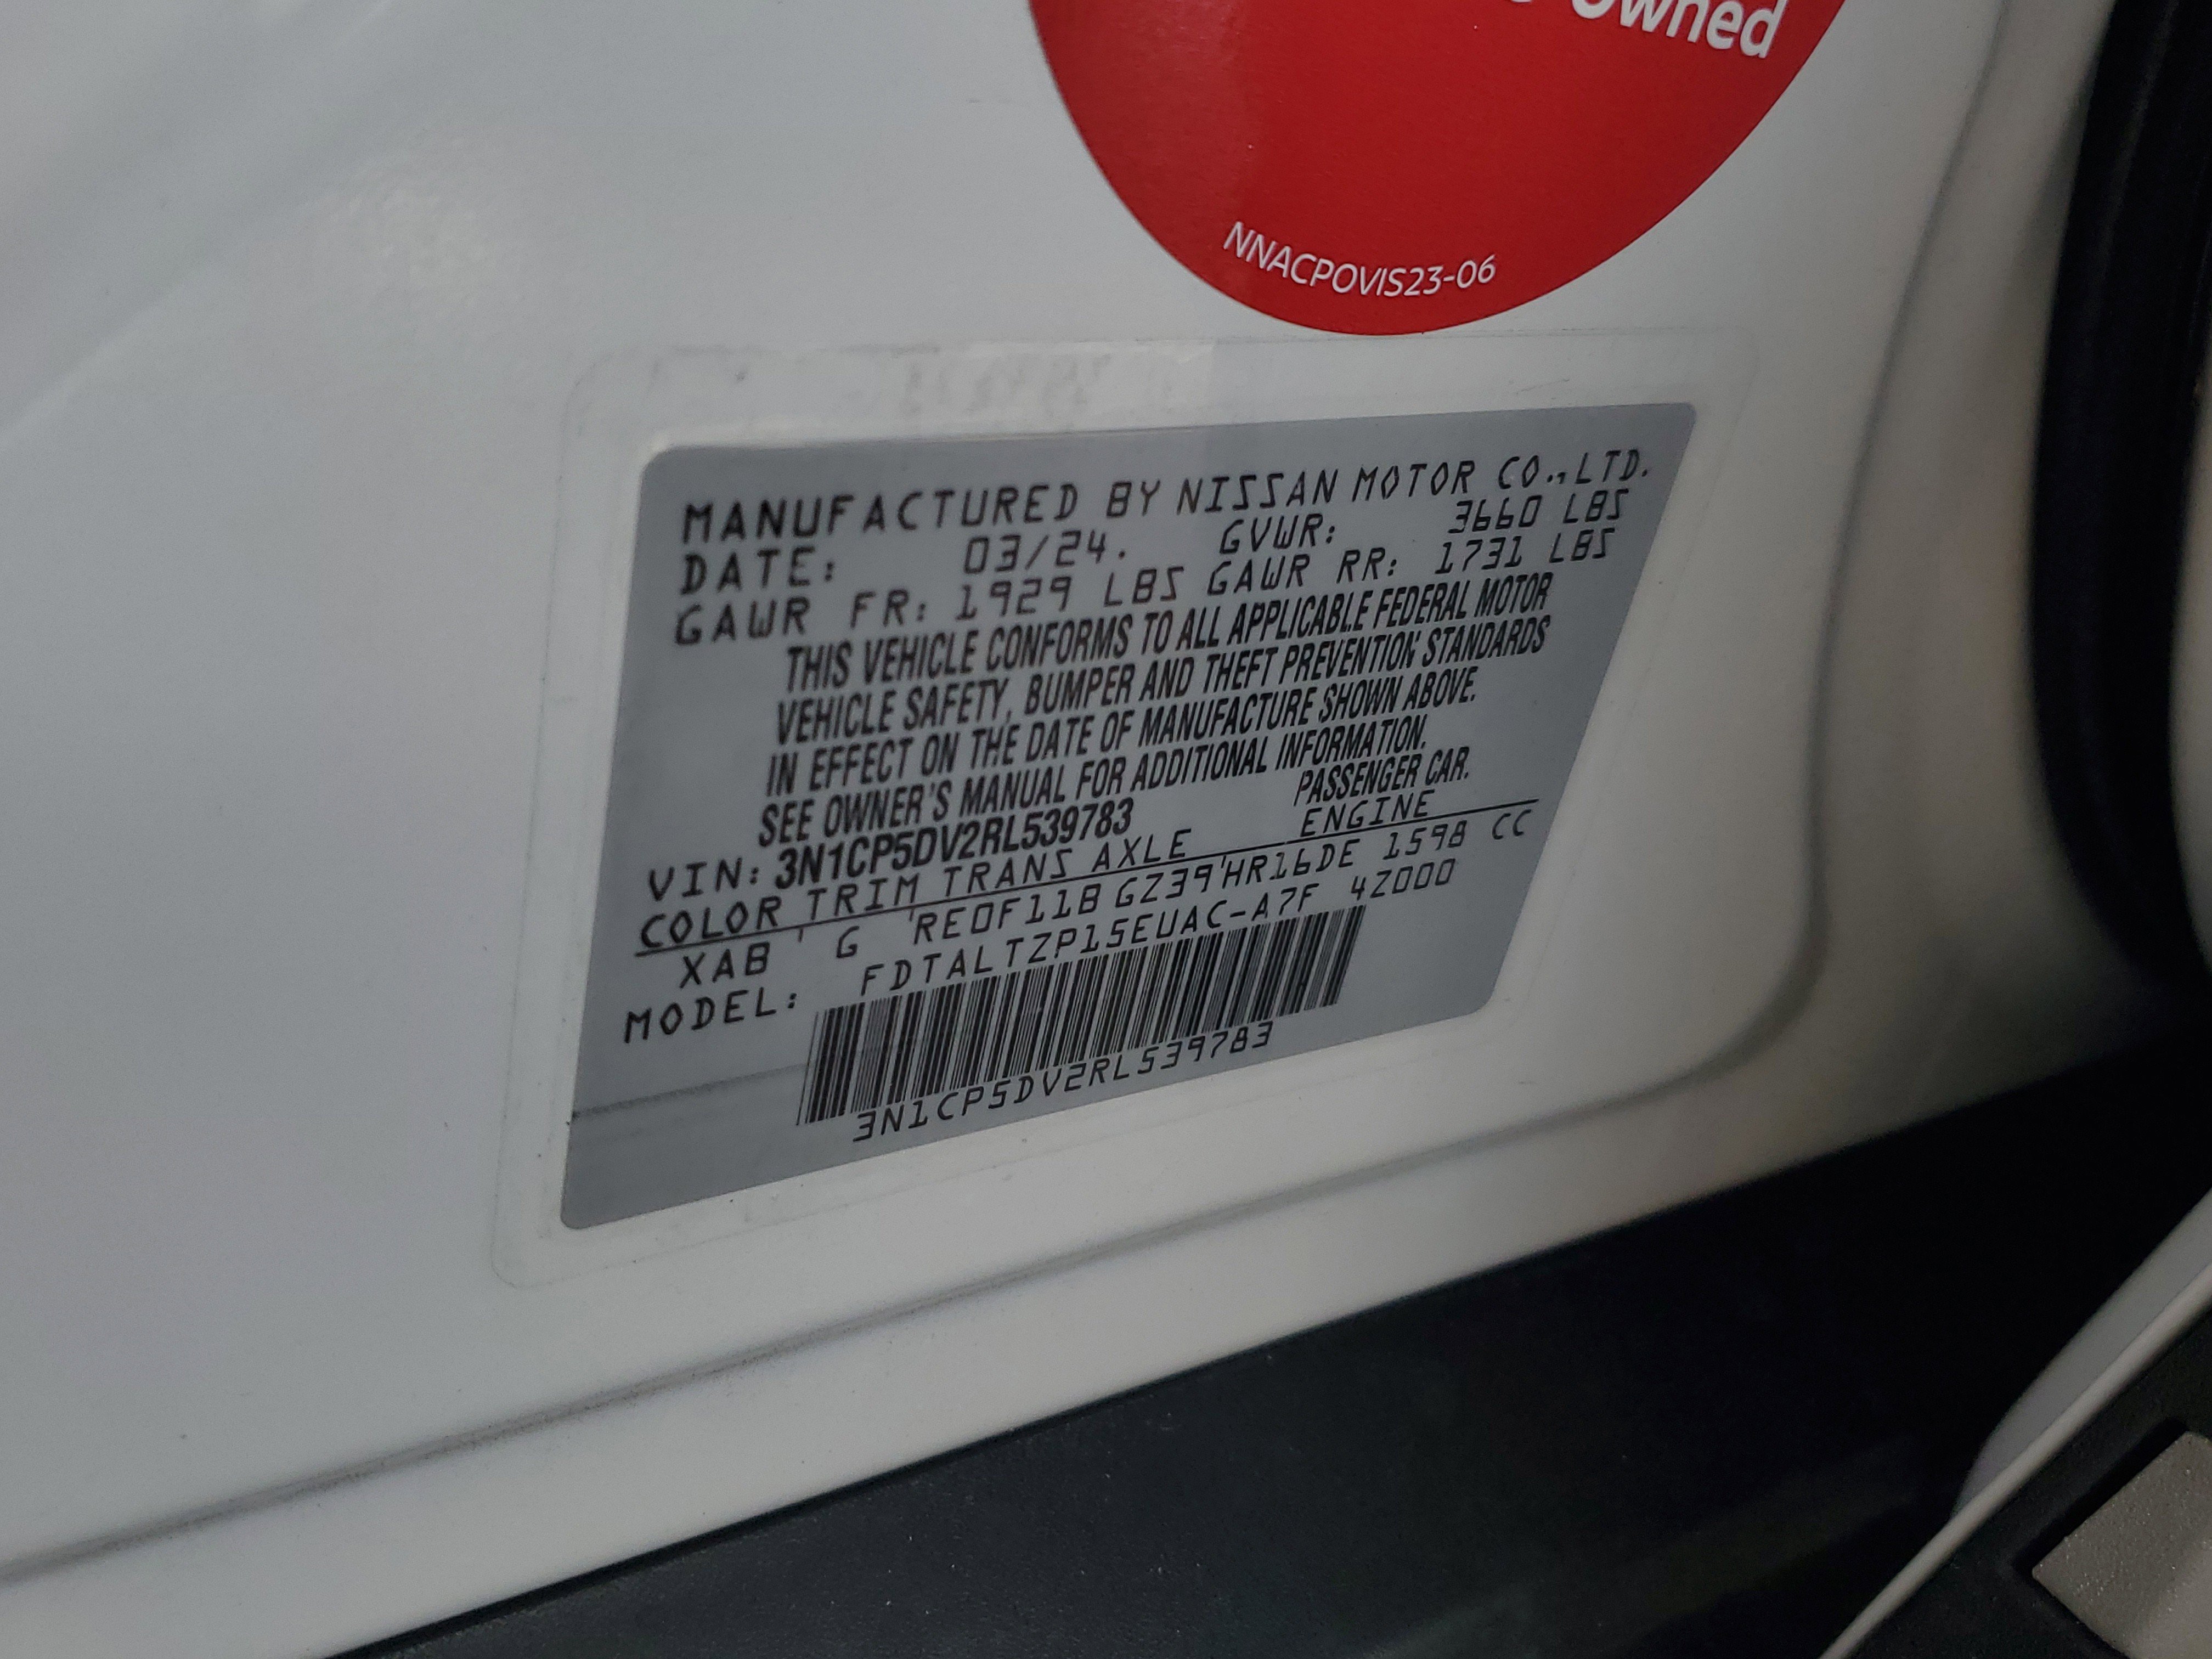 Owned
NNACPOVIS23-06
MANUFACTURED BY NISSAN MOTOR CO.,LTD.
DATE: 03/24. GVWR: 3660 LBS
GAWR FR: 1929 LBS GAWR RR: 1731 LBS
THIS VEHICLE CONFORMS TO ALL APPLICABLE FEDERAL MOTOR
VEHICLE SAFETY, BUMPER AND THEFT PREVENTION STANDARDS
IN EFFECT ON THE DATE OF MANUFACTURE SHOWN ABOVE.
SEE OWNER'S MANUAL FOR ADDITIONAL INFORMATION.
VIN: 3N1CP5DV2RL539783 PASSENGER CAR.
COLOR TRIM TRANS AXLE ENGINE
XAB ' G 'RE0F11B GZ39'HR16DE 1598 CC
MODEL: FDTALTZP15EUAC-A7F 4Z000
3N1CP5DV2RL539783